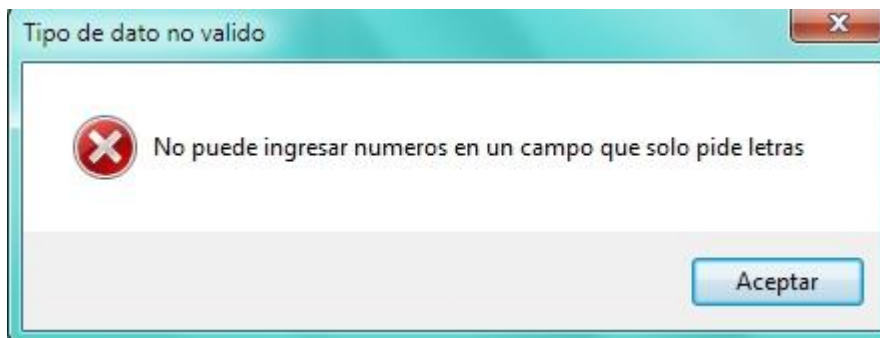 Tipo de dato no valido
No puede ingresar numeros en un campo que solo pide letras
Aceptar